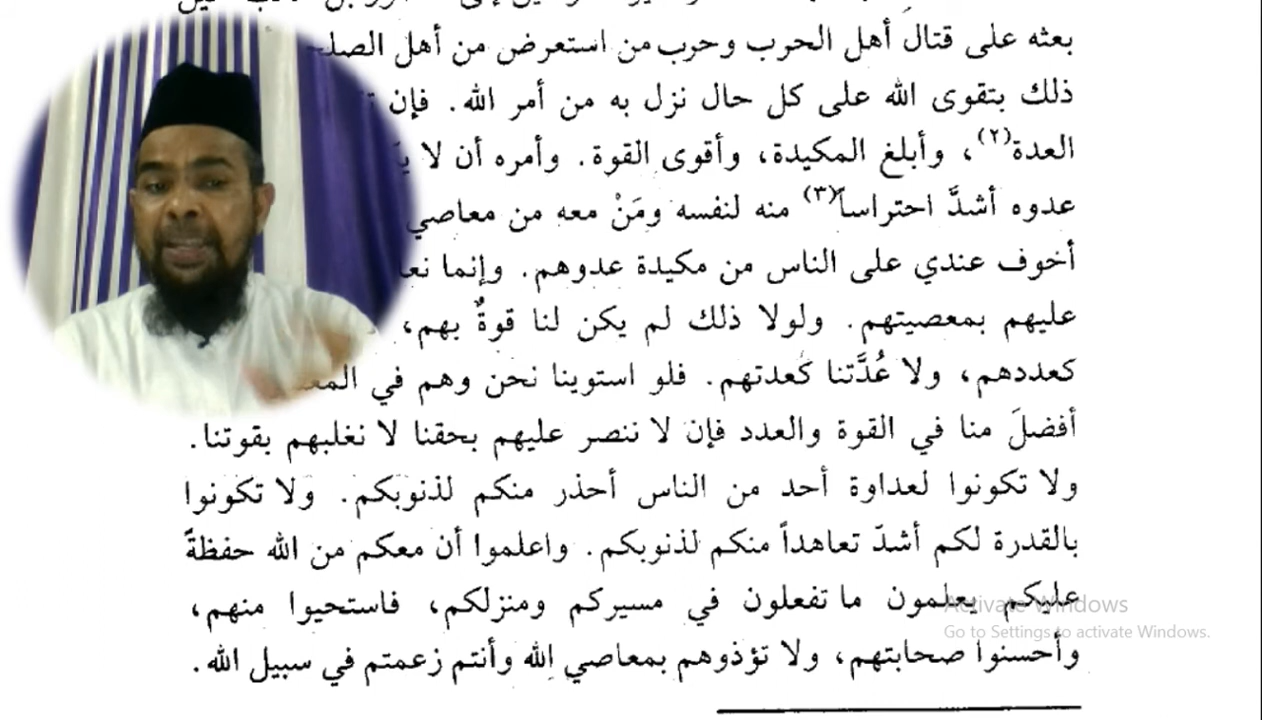 بعثه على قتال أهل الحرب وحرب من استعرض من أهل
ذلك بتقوى الله على كل حال نزل به من أمر الله. فإن
العدة(٢)، وأبلغ المكيدة، وأقوى القوة. وأمره أن لا
عدوه أشدَّ احتراساً(٣) منه لنفسه ومَنْ معه من معاصي
أخوف عندي على الناس من مكيدة عدوهم. وإنما
عليهم بمعصيتهم. ولولا ذلك لم يكن لنا قوةٌ بهم،
كعددهم، ولا عُدَّتنا كعدتهم. فلو استوينا نحن وهم في
أفضلَ منا في القوة والعدد فإن لا ننصر عليهم بحقنا لا نغلبهم بقوتنا.
ولا تكونوا لعداوة أحد من الناس أحذر منكم لذنوبكم. ولا تكونوا
بالقدرة لكم أشدّ تعاهداً منكم لذنوبكم. واعلموا أن معكم من الله حفظةً
عليكم يعلمون ما تفعلون في مسيركم ومنزلكم، فاستحيوا منهم،
وأحسنوا صحابتهم، ولا تؤذوهم بمعاصي الله وأنتم زعمتم في سبيل الله.
Activate Windows
Go to Settings to activate Windows.